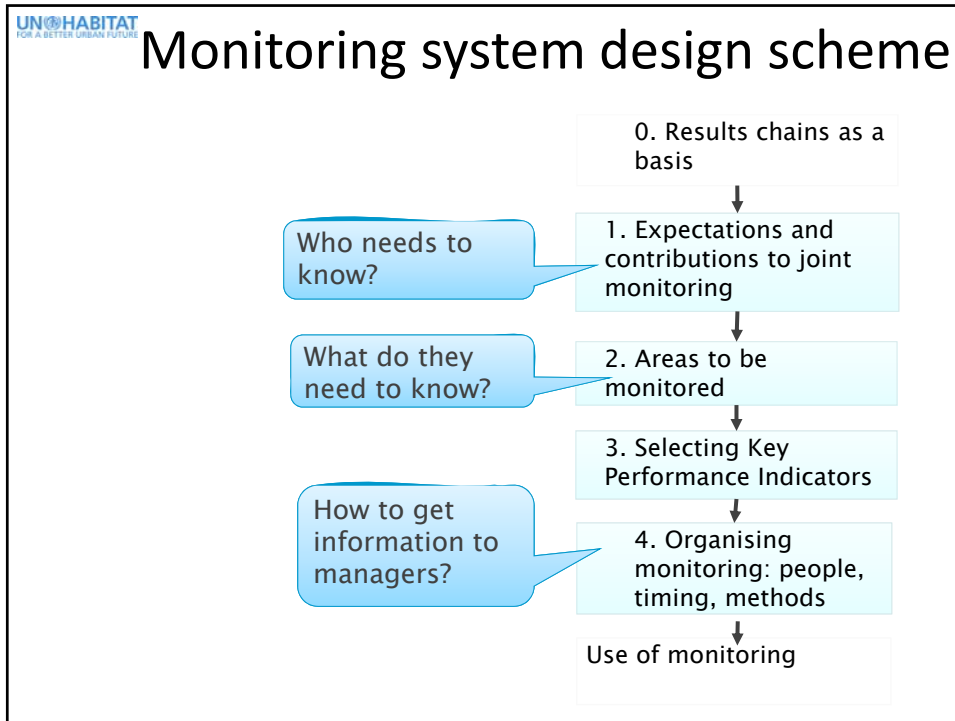 UN HABITAT
FOR A BETTER URBAN FUTURE
Monitoring system design scheme
0. Results chains as a
basis
Who needs to
know?
1. Expectations and
contributions to joint
monitoring
What do they
need to know?
2. Areas to be
monitored
3. Selecting Key
Performance Indicators
How to get
information to
managers?
4. Organising
monitoring: people,
timing, methods
Use of monitoring